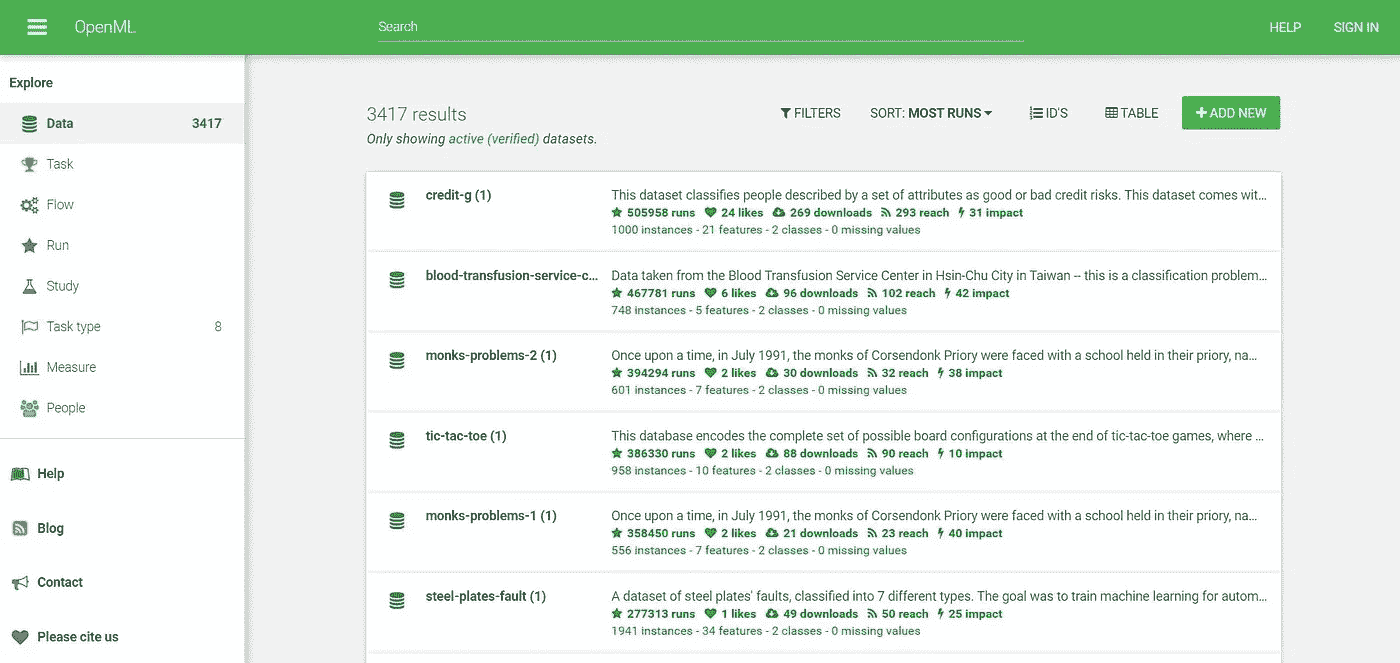 OpenML
Search
HELP
SIGN IN
Explore
Data 3417
Task
Flow
Run
Study
Task type 8
Measure
People
Help
Blog
Contact
Please cite us
3417 results
FILTERS
SORT: MOST RUNS
ID'S
TABLE
ADD NEW
Only showing active (verified) datasets.
credit-g (1)
This dataset classifies people described by a set of attributes as good or bad credit risks. This dataset comes wit...
505958 runs 24 likes 269 downloads 293 reach 31 impact
1000 instances - 21 features - 2 classes - 0 missing values
blood-transfusion-service-c...
Data taken from the Blood Transfusion Service Center in Hsin-Chu City in Taiwan -- this is a classification problem...
467781 runs 6 likes 96 downloads 102 reach 42 impact
748 instances - 5 features - 2 classes - 0 missing values
monks-problems-2 (1)
Once upon a time, in July 1991, the monks of Corsendonk Priory were faced with a school held in their priory, na...
394294 runs 2 likes 30 downloads 32 reach 38 impact
601 instances - 7 features - 2 classes - 0 missing values
tic-tac-toe (1)
This database encodes the complete set of possible board configurations at the end of tic-tac-toe games, where ...
386330 runs 2 likes 88 downloads 90 reach 10 impact
958 instances - 10 features - 2 classes - 0 missing values
monks-problems-1 (1)
Once upon a time, in July 1991, the monks of Corsendonk Priory were faced with a school held in their priory, na...
358450 runs 2 likes 21 downloads 23 reach 40 impact
556 instances - 7 features - 2 classes - 0 missing values
steel-plates-fault (1)
A dataset of steel plates' faults, classified into 7 different types. The goal was to train machine learning for autom...
277313 runs 1 likes 49 downloads 50 reach 25 impact
1941 instances - 34 features - 2 classes - 0 missing values